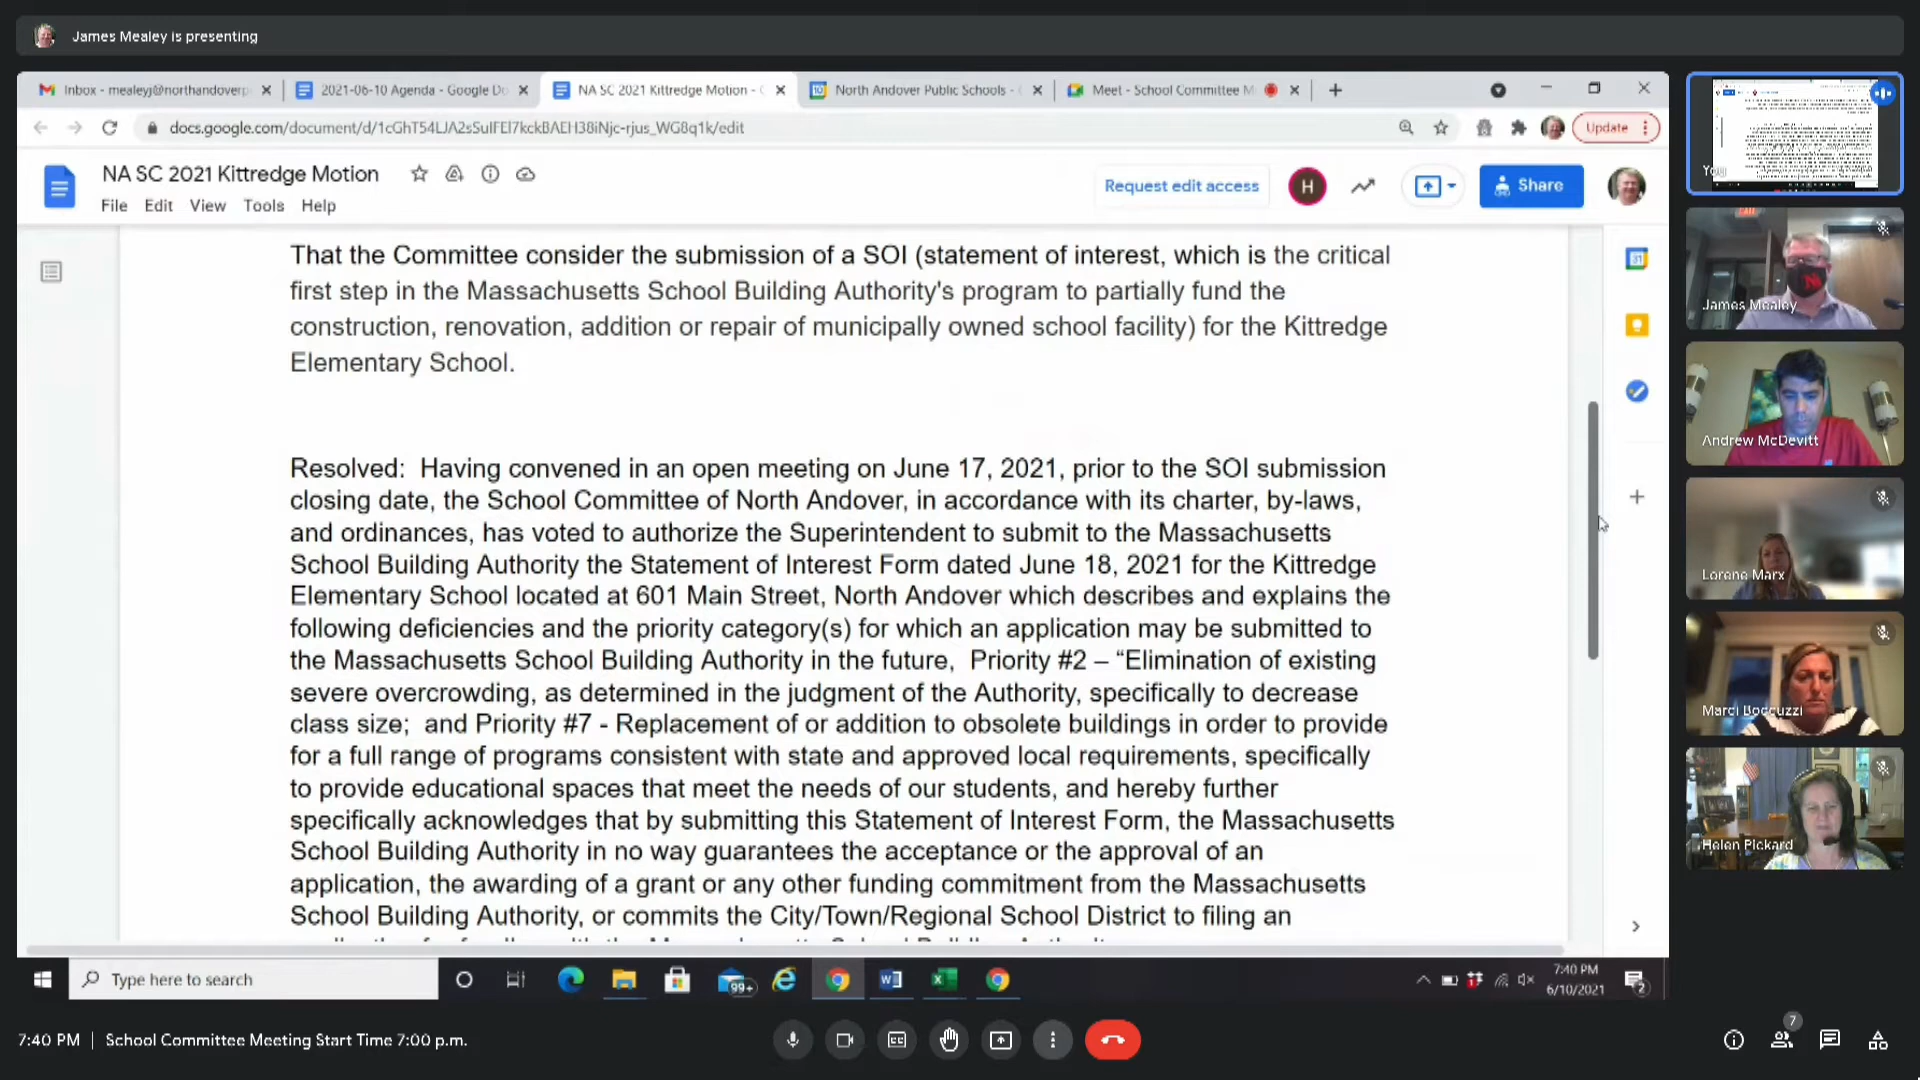 James Mealey is presenting
Inbox - mealeyj@northandoverp
2021-06-10 Agenda - Google Do
NA SC 2021 Kittredge Motion -
North Andover Public Schools -
Meet - School Committee M
docs.google.com/document/d/1cGhT54LJA2sSuIFEl7kckBAEH38iNjc-rjus_WG8q1k/edit
Update
NA SC 2021 Kittredge Motion
File Edit View Tools Help
Request edit access
H
Share
That the Committee consider the submission of a SOI (statement of interest, which is the critical
first step in the Massachusetts School Building Authority's program to partially fund the
construction, renovation, addition or repair of municipally owned school facility) for the Kittredge
Elementary School.
Resolved: Having convened in an open meeting on June 17, 2021, prior to the SOI submission
closing date, the School Committee of North Andover, in accordance with its charter, by-laws,
and ordinances, has voted to authorize the Superintendent to submit to the Massachusetts
School Building Authority the Statement of Interest Form dated June 18, 2021 for the Kittredge
Elementary School located at 601 Main Street, North Andover which describes and explains the
following deficiencies and the priority category(s) for which an application may be submitted to
the Massachusetts School Building Authority in the future, Priority #2 – “Elimination of existing
severe overcrowding, as determined in the judgment of the Authority, specifically to decrease
class size; and Priority #7 - Replacement of or addition to obsolete buildings in order to provide
for a full range of programs consistent with state and approved local requirements, specifically
to provide educational spaces that meet the needs of our students, and hereby further
specifically acknowledges that by submitting this Statement of Interest Form, the Massachusetts
School Building Authority in no way guarantees the acceptance or the approval of an
application, the awarding of a grant or any other funding commitment from the Massachusetts
School Building Authority, or commits the City/Town/Regional School District to filing an
You
James Mealey
Andrew McDevitt
Lorene Marx
Marci Boccuzzi
Helen Pickard
Type here to search
99+
7:40 PM
6/10/2021
2
7:40 PM | School Committee Meeting Start Time 7:00 p.m.
7